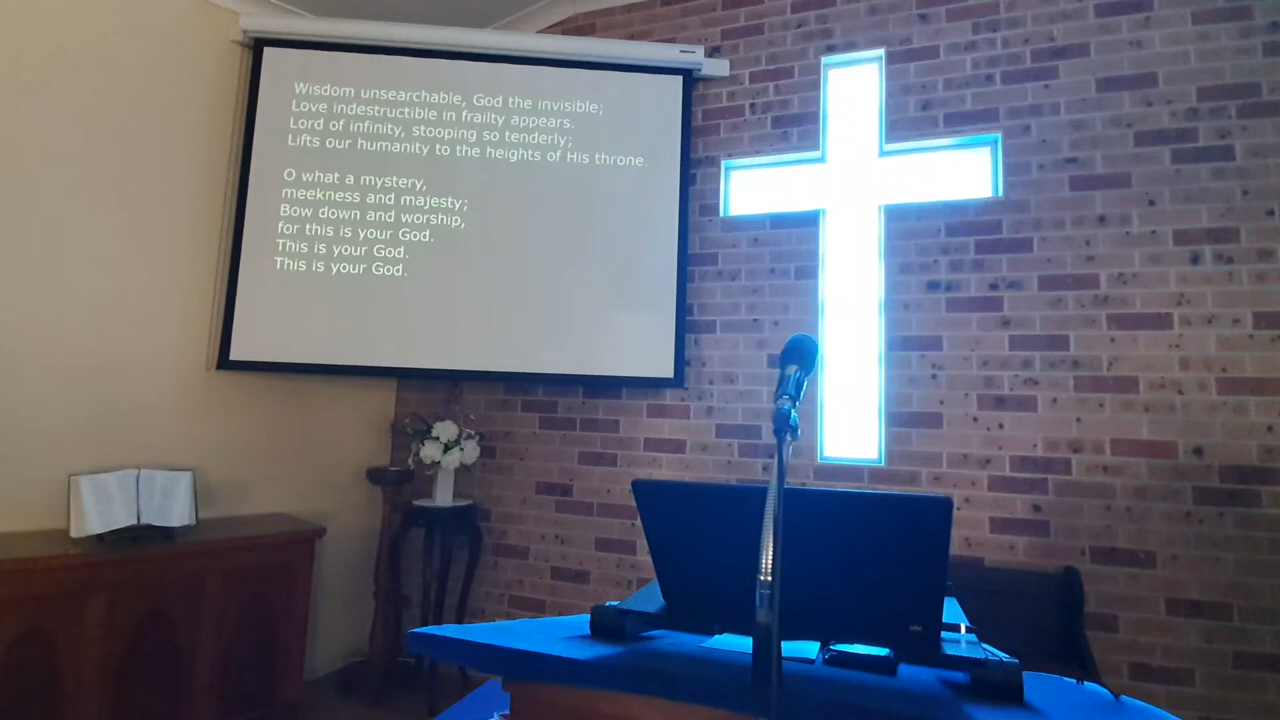 Wisdom unsearchable, God the invisible;
Love indestructible in frailty appears.
Lord of infinity, stooping so tenderly;
Lifts our humanity to the heights of His throne.
O what a mystery,
meekness and majesty;
Bow down and worship,
for this is your God.
This is your God.
This is your God.